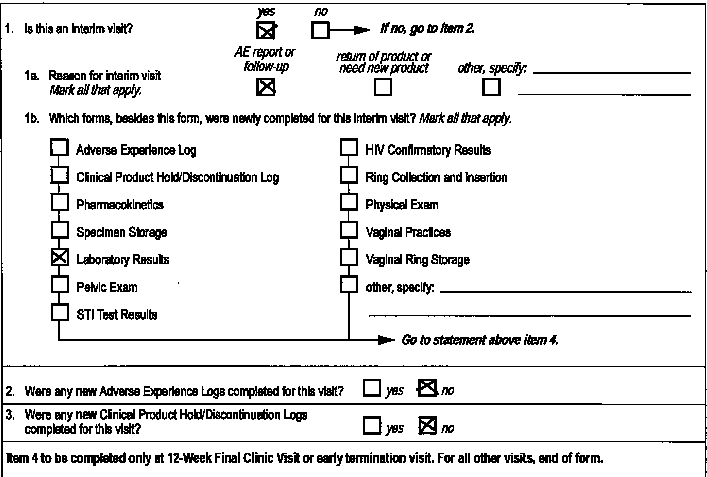 yes no
1. Is this an interim visit? If no, go to item 2.
AE report or follow-up return of product or need new product other, specify:
1a. Reason for interim visit
Mark all that apply.
1b. Which forms, besides this form, were newly completed for this interim visit? Mark all that apply.
Adverse Experience Log
Clinical Product Hold/Discontinuation Log
Pharmacokinetics
Specimen Storage
Laboratory Results
Pelvic Exam
STI Test Results
HIV Confirmatory Results
Ring Collection and Insertion
Physical Exam
Vaginal Practices
Vaginal Ring Storage
other, specify:
Go to statement above item 4.
2. Were any new Adverse Experience Logs completed for this visit? yes no
3. Were any new Clinical Product Hold/Discontinuation Logs
completed for this visit? yes no
Item 4 to be completed only at 12-Week Final Clinic Visit or early termination visit. For all other visits, end of form.